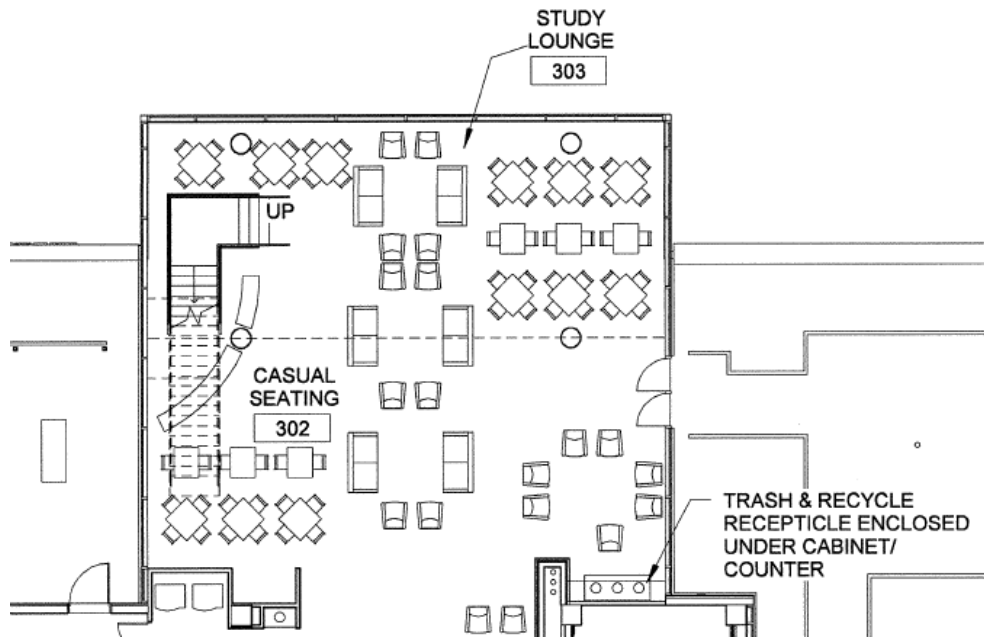 STUDY
LOUNGE
303
UP
CASUAL
SEATING
302
TRASH & RECYCLE
RECEPTICLE ENCLOSED
UNDER CABINET/
COUNTER